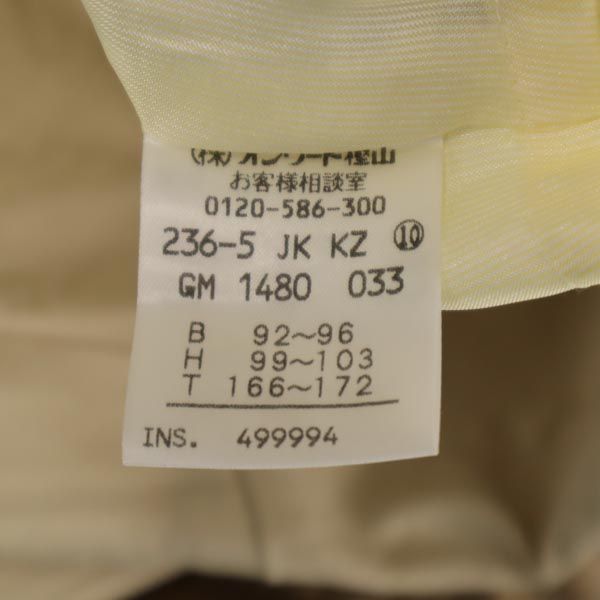 (株)オンワード樫山
お客様相談室
0120-586-300
236-5 JK KZ ⑩
GM 1480 033
B 92～96
H 99～103
T 166～172
INS. 499994